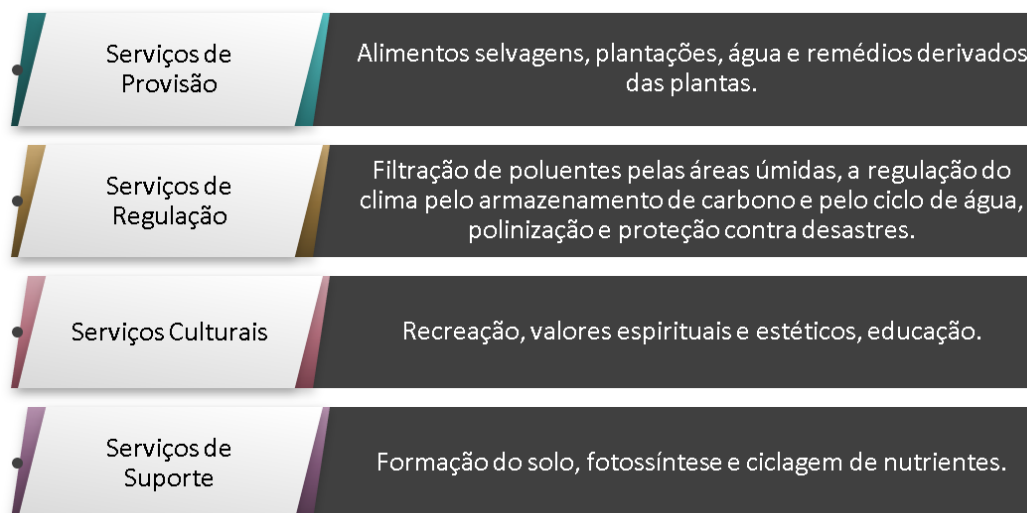 Serviços de
Provisão
Alimentos selvagens, plantações, água e remédios derivados
das plantas.
Serviços de
Regulação
Filtração de poluentes pelas áreas úmidas, a regulação do
clima pelo armazenamento de carbono e pelo ciclo de água,
polinização e proteção contra desastres.
Serviços Culturais
Recreação, valores espirituais e estéticos, educação.
Serviços de
Suporte
Formação do solo, fotossíntese e ciclagem de nutrientes.